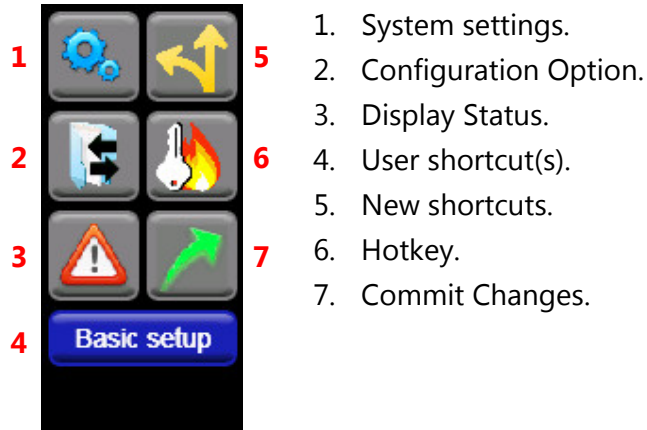 1
5
2
6
3
7
4
Basic setup
1. System settings.
2. Configuration Option.
3. Display Status.
4. User shortcut(s).
5. New shortcuts.
6. Hotkey.
7. Commit Changes.